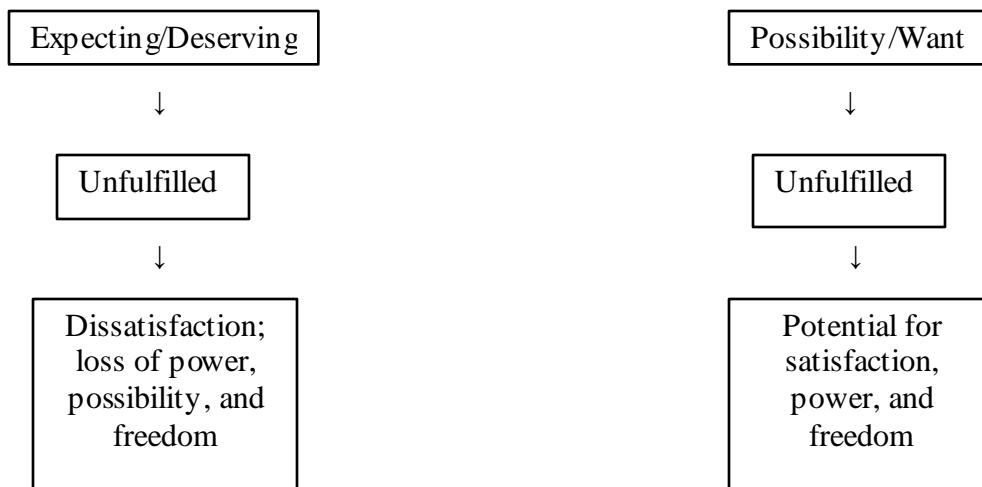 Expecting/Deserving
↓
Unfulfilled
↓
Dissatisfaction;
loss of power,
possibility, and
freedom
Possibility/Want
↓
Unfulfilled
↓
Potential for
satisfaction,
power, and
freedom